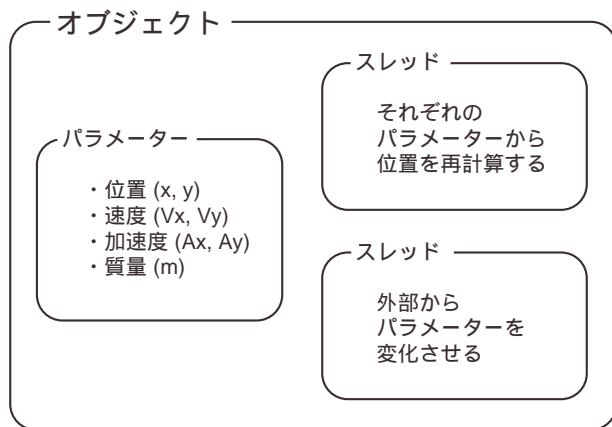 オブジェクト
パラメーター
・位置 (x, y)
・速度 (Vx, Vy)
・加速度 (Ax, Ay)
・質量 (m)
スレッド
それぞれの
パラメーターから
位置を再計算する
スレッド
外部から
パラメーターを
変化させる